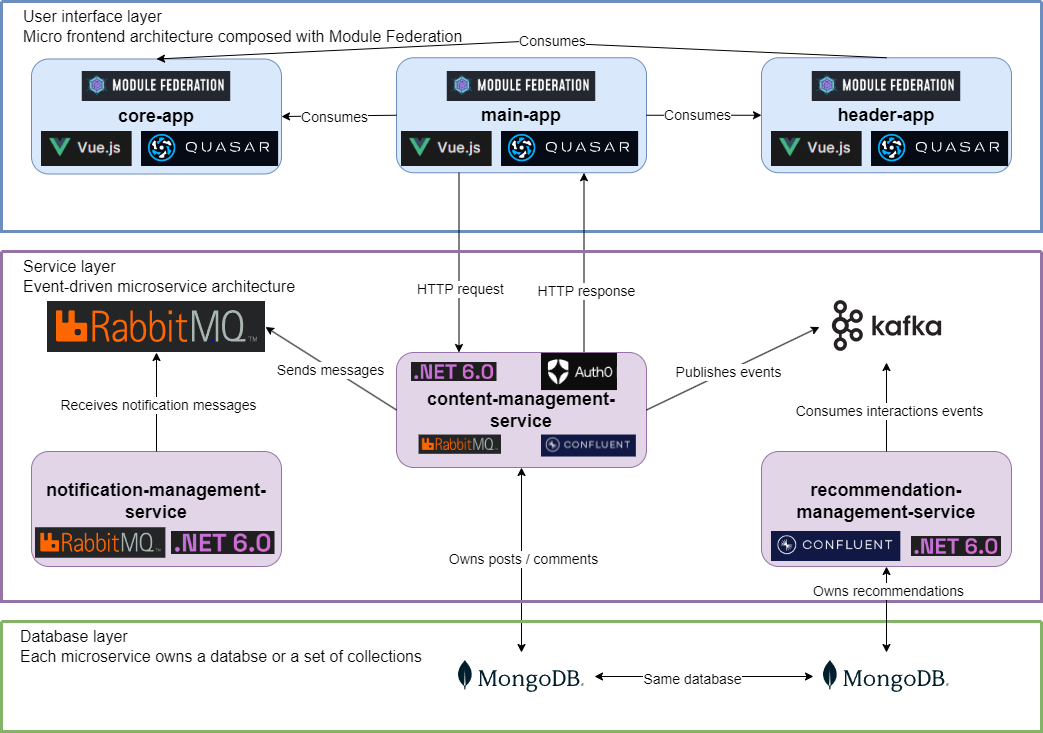 User interface layer
Micro frontend architecture composed with Module Federation
Consumes
MODULE FEDERATION
core-app
Vue.js
QUASAR
Consumes
MODULE FEDERATION
main-app
Vue.js
QUASAR
Consumes
MODULE FEDERATION
header-app
Vue.js
QUASAR
HTTP request
HTTP response
Service layer
Event-driven microservice architecture
RabbitMQ™
kafka
Sends messages
Publishes events
.NET 6.0
Auth0
content-management-
service
RabbitMQ
CONFLUENT
Receives notification messages
Consumes interactions events
notification-management-
service
RabbitMQ™
.NET 6.0
recommendation-
management-service
CONFLUENT
.NET 6.0
Owns posts / comments
Owns recommendations
Database layer
Each microservice owns a databse or a set of collections
MongoDB.
Same database
MongoDB.